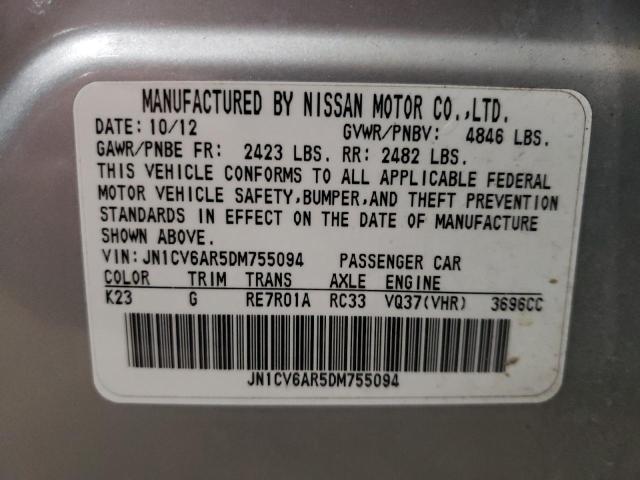 MANUFACTURED BY NISSAN MOTOR CO.,LTD.
DATE: 10/12 GVWR/PNBV: 4846 LBS.
GAWR/PNBE FR: 2423 LBS. RR: 2482 LBS.
THIS VEHICLE CONFORMS TO ALL APPLICABLE FEDERAL
MOTOR VEHICLE SAFETY,BUMPER,AND THEFT PREVENTION
STANDARDS IN EFFECT ON THE DATE OF MANUFACTURE
SHOWN ABOVE.
VIN: JN1CV6AR5DM755094 PASSENGER CAR
COLOR TRIM TRANS AXLE ENGINE
K23 G RE7R01A RC33 VQ37(VHR) 3696CC
JN1CV6AR5DM755094